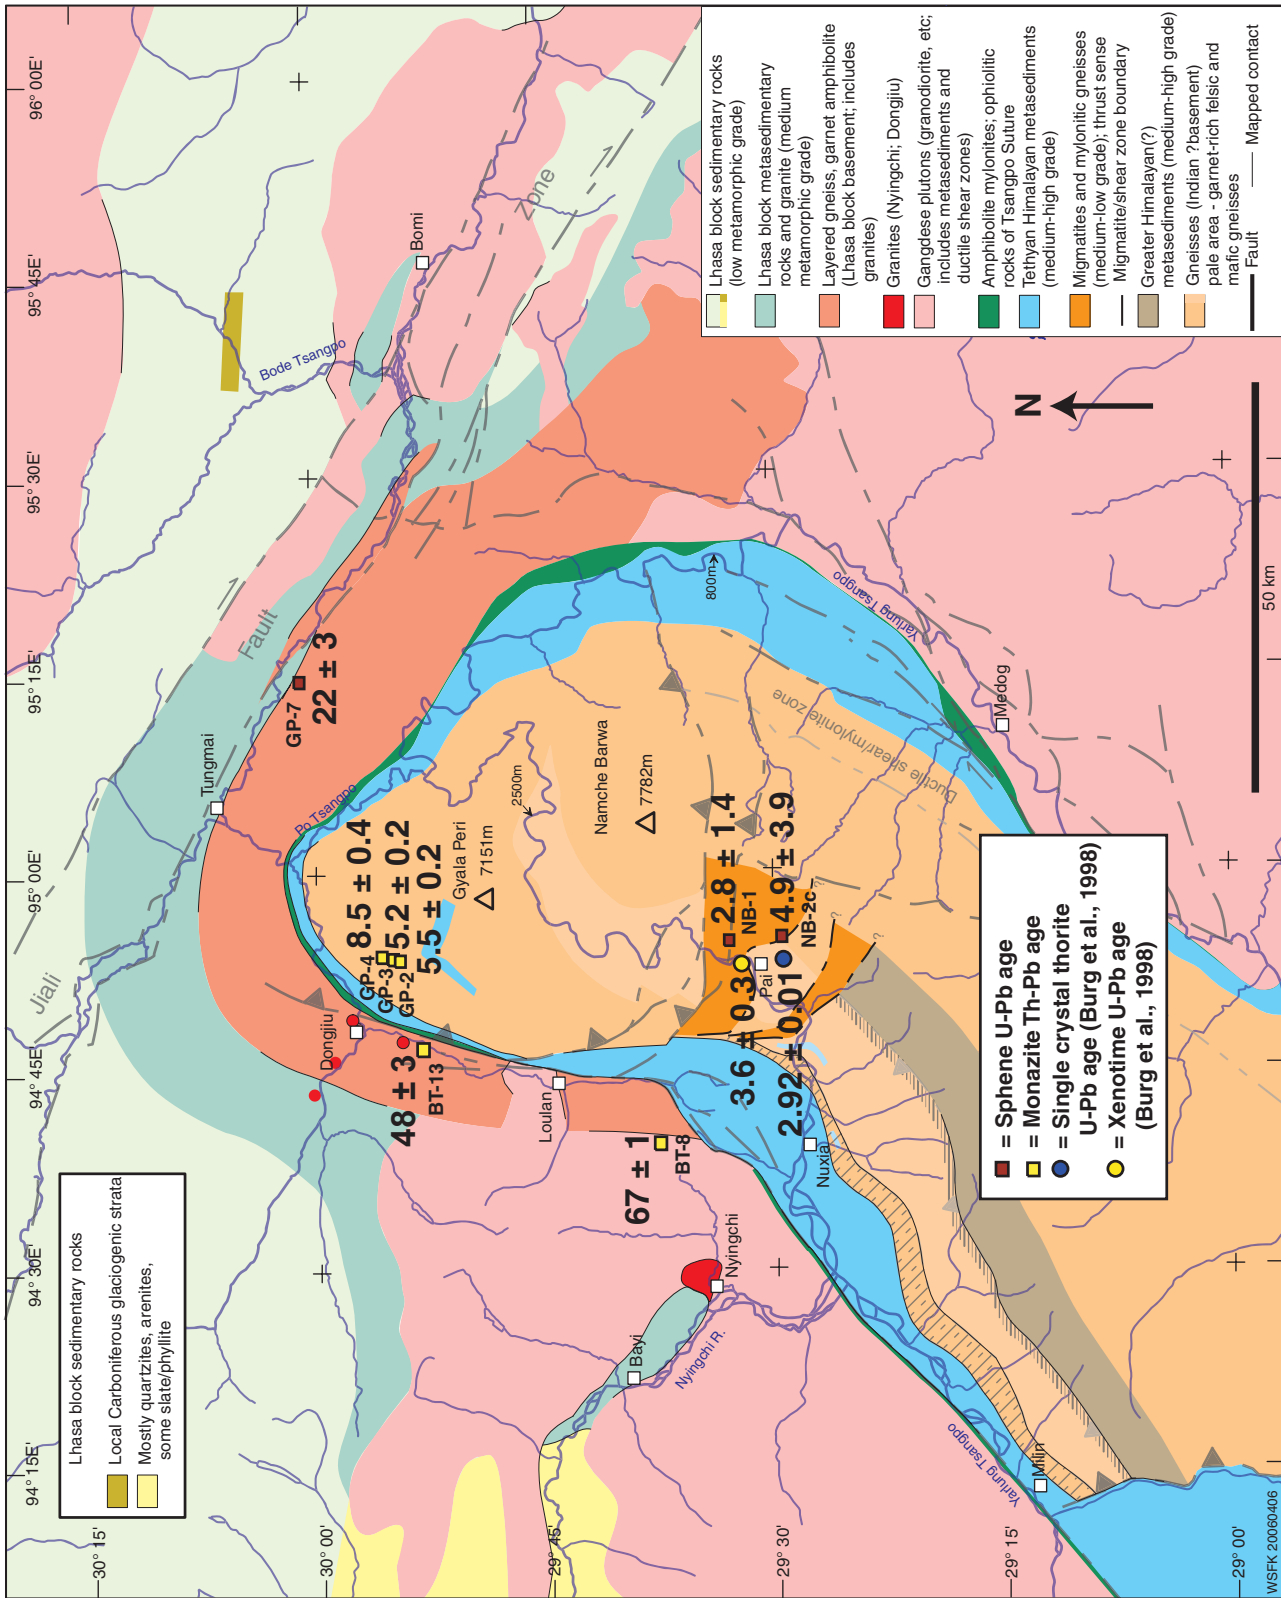 94° 15'E
94° 30'E
94° 45'E
95° 00'E
95° 15'E
95° 30'E
95° 45'E
96° 00'E
30° 15'
30° 00'
29° 45'
29° 30'
29° 15'
29° 00'
Lhasa block sedimentary rocks
Local Carboniferous glaciogenic strata
Mostly quartzites, arenites,
some slate/phyllite
Jiali
Fault
Zone
Tungmai
Bode Tsangpo
Bomi
Po Tsangpo
GP-7
22 ± 3
Dongjiu
GP-4
8.5 ± 0.4
GP-3
5.2 ± 0.2
GP-2
5.5 ± 0.2
48 ± 3
BT-13
Gyala Peri
7151m
2500m
Namche Barwa
7782m
800m
Loulan
67 ± 1
BT-8
Bayi
Nyingchi
Nyingchi R.
2.8 ± 1.4
NB-1
3.6 ± 0.3
Pai
4.9 ± 3.9
NB-2c
2.92 ± 0.01
?
?
?
Nuxia
Ductile shear/mylonite zone
Yarlung Tsangpo
Medog
Yarlung Tsangpo
Milin
N
50 km
= Sphene U-Pb age
= Monazite Th-Pb age
= Single crystal thorite
U-Pb age (Burg et al., 1998)
= Xenotime U-Pb age
(Burg et al., 1998)
Lhasa block sedimentary rocks
(low metamorphic grade)
Lhasa block metasedimentary
rocks and granite (medium
metamorphic grade)
Layered gneiss, garnet amphibolite
(Lhasa block basement; includes
granites)
Granites (Nyingchi; Dongjiu)
Gangdese plutons (granodiorite, etc;
includes metasediments and
ductile shear zones)
Amphibolite mylonites; ophiolitic
rocks of Tsangpo Suture
Tethyan Himalayan metasediments
(medium-high grade)
Migmatites and mylonitic gneisses
(medium-low grade); thrust sense
Migmatite/shear zone boundary
Greater Himalayan(?)
metasediments (medium-high grade)
Gneisses (Indian ?basement)
pale area - garnet-rich felsic and
mafic gneisses
Fault
Mapped contact
WSFK 20060406